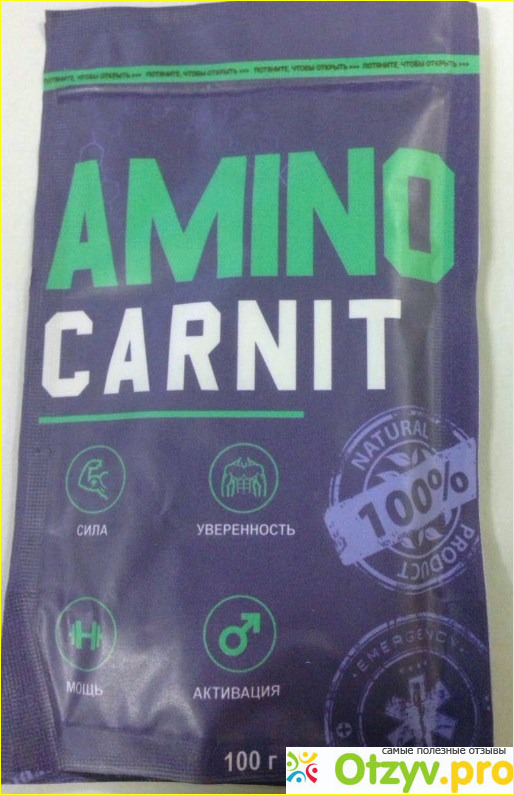 ПОТЯНИТЕ, ЧТОБЫ ОТКРЫТЬ >>> ПОТЯНИТЕ, ЧТОБЫ ОТКРЫТЬ >>> ПОТЯНИТЕ, ЧТОБЫ ОТКРЫТЬ >>> ПОТЯНИТЕ, ЧТОБЫ ОТКРЫТЬ >>>
AMINO
CARNIT
NATURAL
100%
PRODUCT
СИЛА
УВЕРЕННОСТЬ
EMERGENCY
МОЩЬ
АКТИВАЦИЯ
100 г
самые полезные отзывы
Otzyv.pro